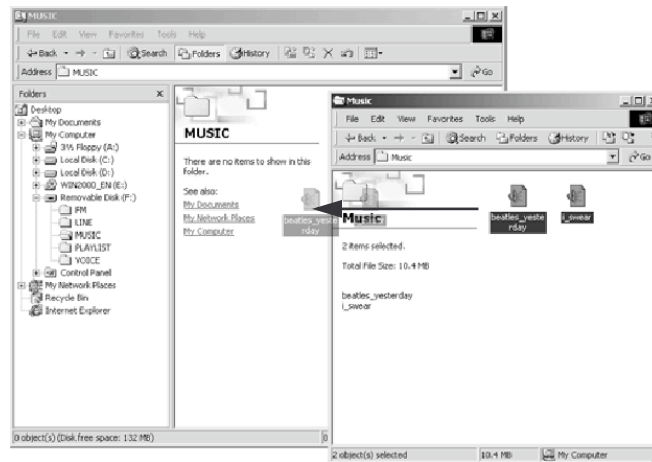 MUSIC
File Edit View Favorites Tools Help
Back Search Folders History
Address MUSIC Go
Folders x
Desktop
My Documents
My Computer
3½ Floppy (A:)
Local Disk (C:)
Local Disk (D:)
WIN2000_EN (E:)
Removable Disk (F:)
FM
LINE
MUSIC
PLAYLIST
VOICE
Control Panel
My Network Places
Recycle Bin
Internet Explorer
MUSIC
There are no items to show in this
folder.
See also:
My Documents
My Network Places
My Computer
beatles_yeste
rday
0 object(s) (Disk free space: 132 MB)
0
Music
File Edit View Favorites Tools Help
Back Search Folders History
Address Music Go
Music
2 items selected.
Total File Size: 10.4 MB
beatles_yesterday
i_swear
beatles_yeste
rday
i_swear
2 object(s) selected
10.4 MB
My Computer